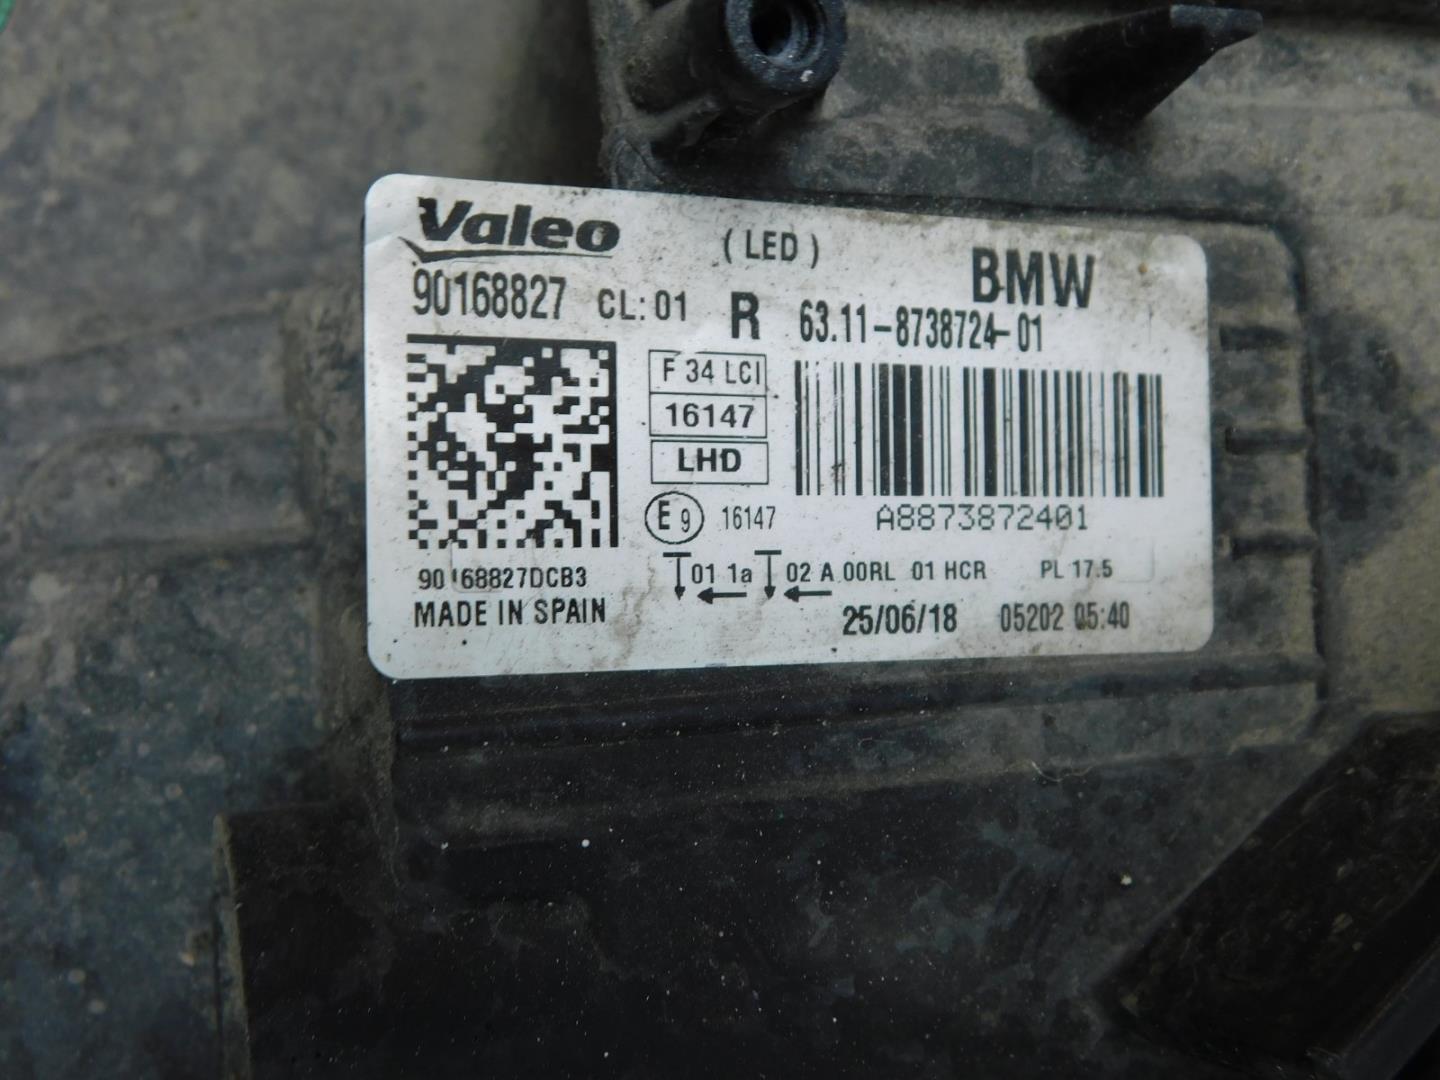 Valeo (LED) BMW
90168827 CL: 01 R 63.11-8738724-01
F 34 LCI
16147
LHD
E 9 16147 A8873872401
90168827DCB3 01 1a 02 A 00RL 01 HCR PL 17.5
MADE IN SPAIN 25/06/18 05202 05:40